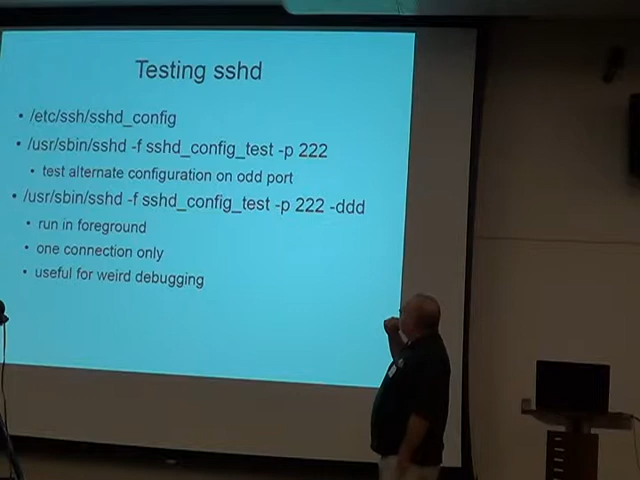 Testing sshd
• /etc/ssh/sshd_config
• /usr/sbin/sshd -f sshd_config_test -p 222
• test alternate configuration on odd port
• /usr/sbin/sshd -f sshd_config_test -p 222 -ddd
• run in foreground
• one connection only
• useful for weird debugging